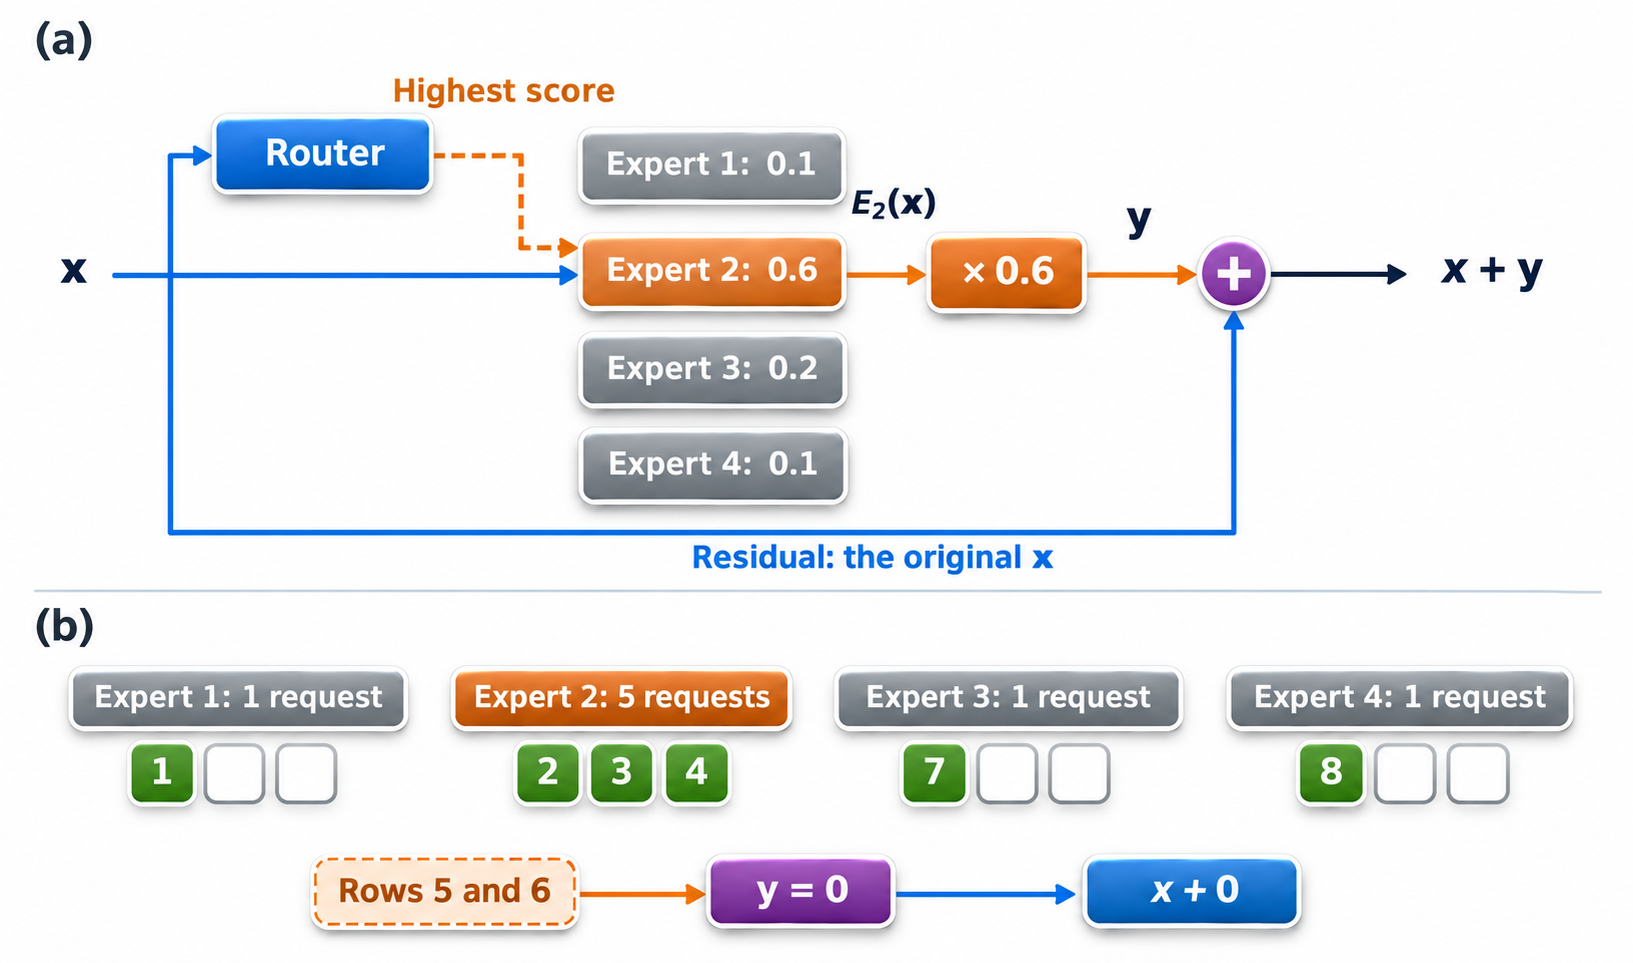 (a)
Highest score
Router
Expert 1: 0.1
E₂(x)
y
x
Expert 2: 0.6
× 0.6
+
x + y
Expert 3: 0.2
Expert 4: 0.1
Residual: the original x
(b)
Expert 1: 1 request
Expert 2: 5 requests
Expert 3: 1 request
Expert 4: 1 request
1
2 3 4
7
8
Rows 5 and 6
y = 0
x + 0